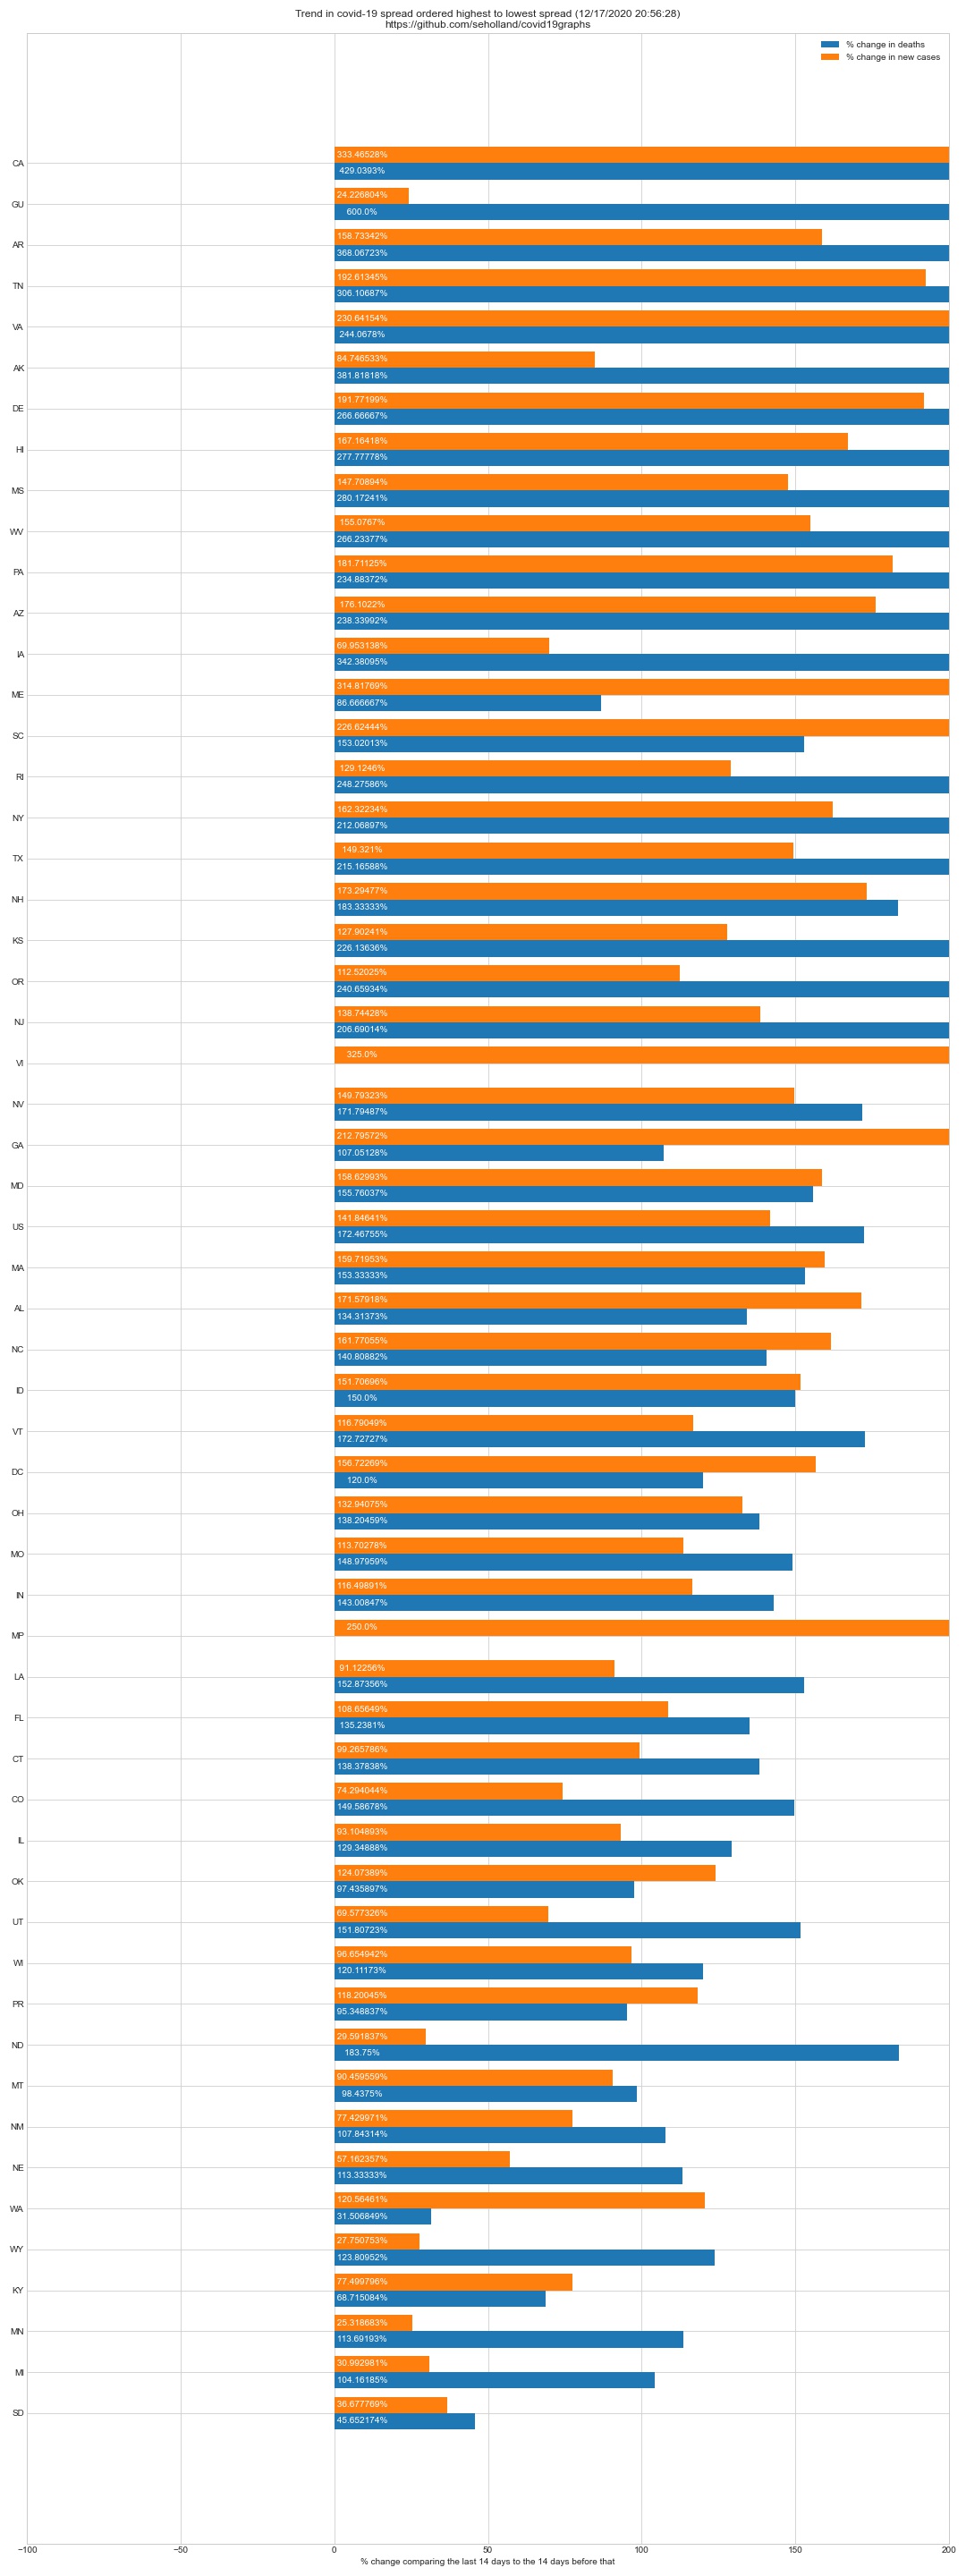 Trend in covid-19 spread ordered highest to lowest spread (12/17/2020 20:56:28)
https://github.com/seholland/covid19graphs
% change in deaths
% change in new cases
333.46528%
CA
429.0393%
24.226804%
GU
600.0%
158.73342%
AR
368.06723%
192.61345%
TN
306.10687%
230.64154%
VA
244.0678%
84.746533%
AK
381.81818%
191.77199%
DE
266.66667%
167.16418%
HI
277.77778%
147.70894%
MS
280.17241%
155.0767%
WV
266.23377%
181.71125%
PA
234.88372%
176.1022%
AZ
238.33992%
69.953138%
IA
342.38095%
314.81769%
ME
86.666667%
226.62444%
SC
153.02013%
129.1246%
RI
248.27586%
162.32234%
NY
212.06897%
149.321%
TX
215.16588%
173.29477%
NH
183.33333%
127.90241%
KS
226.13636%
112.52025%
OR
240.65934%
138.74428%
NJ
206.69014%
325.0%
VI
149.79323%
NV
171.79487%
212.79572%
GA
107.05128%
158.62993%
MD
155.76037%
141.84641%
US
172.46755%
159.71953%
MA
153.33333%
171.57918%
AL
134.31373%
161.77055%
NC
140.80882%
151.70696%
ID
150.0%
116.79049%
VT
172.72727%
156.72269%
DC
120.0%
132.94075%
OH
138.20459%
113.70278%
MO
148.97959%
116.49891%
IN
143.00847%
250.0%
MP
91.12256%
LA
152.87356%
108.65649%
FL
135.2381%
99.265786%
CT
138.37838%
74.294044%
CO
149.58678%
93.104893%
IL
129.34888%
124.07389%
OK
97.435897%
69.577326%
UT
151.80723%
96.654942%
WI
120.11173%
118.20045%
PR
95.348837%
29.591837%
ND
183.75%
90.459559%
MT
98.4375%
77.429971%
NM
107.84314%
57.162357%
NE
113.33333%
120.56461%
WA
31.506849%
27.750753%
WY
123.80952%
77.499796%
KY
68.715084%
25.318683%
MN
113.69193%
30.992981%
MI
104.16185%
36.677769%
SD
45.652174%
−100 −50 0 50 100 150 200
% change comparing the last 14 days to the 14 days before that